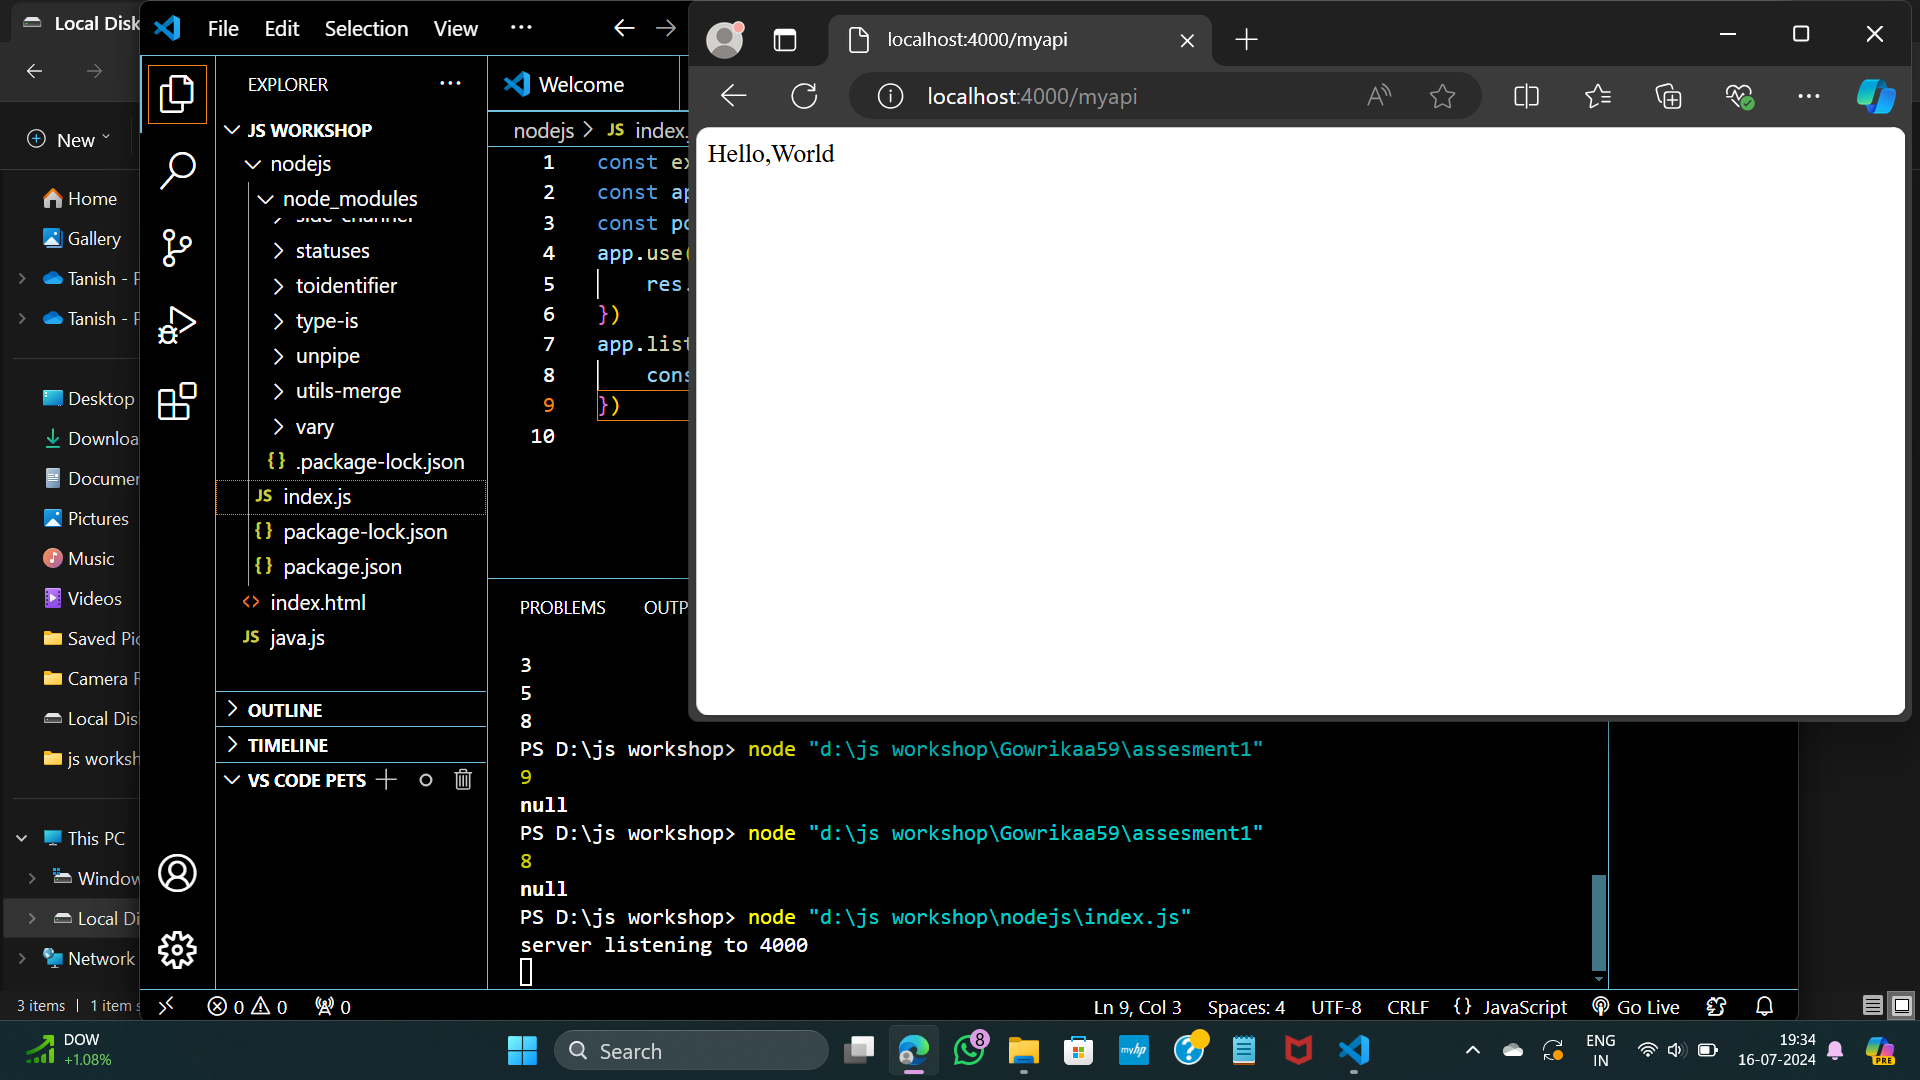 Local Disk
New
Home
Gallery
Tanish - P
Tanish - P
Desktop
Downloa
Documen
Pictures
Music
Videos
Saved Pic
Camera R
Local Dis
js worksh
This PC
Window
Local Di
Network
3 items
1 item s
File Edit Selection View
EXPLORER
JS WORKSHOP
nodejs
node_modules
side-channel
statuses
toidentifier
type-is
unpipe
utils-merge
vary
{} .package-lock.json
JS index.js
{} package-lock.json
{} package.json
<> index.html
JS java.js
OUTLINE
TIMELINE
VS CODE PETS
Welcome
nodejs > JS index.
1 const ex
2 const ap
3 const po
4 app.use(
5 res.
6 })
7 app.list
8 cons
9 })
10
PROBLEMS OUTP
3
5
8
PS D:\js workshop> node "d:\js workshop\Gowrikaa59\assesment1"
9
null
PS D:\js workshop> node "d:\js workshop\Gowrikaa59\assesment1"
8
null
PS D:\js workshop> node "d:\js workshop\nodejs\index.js"
server listening to 4000
0 0 0
Ln 9, Col 3 Spaces: 4 UTF-8 CRLF {} JavaScript Go Live
localhost:4000/myapi
localhost:4000/myapi
Hello,World
DOW
+1.08%
Search
8
myhp
ENG
IN
19:34
16-07-2024
PRE